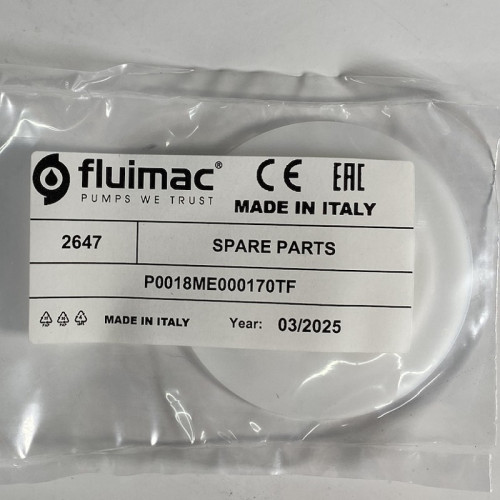 fluimac®
PUMPS WE TRUST
CE EAC
MADE IN ITALY
2647 SPARE PARTS
P0018ME000170TF
MADE IN ITALY Year: 03/2025